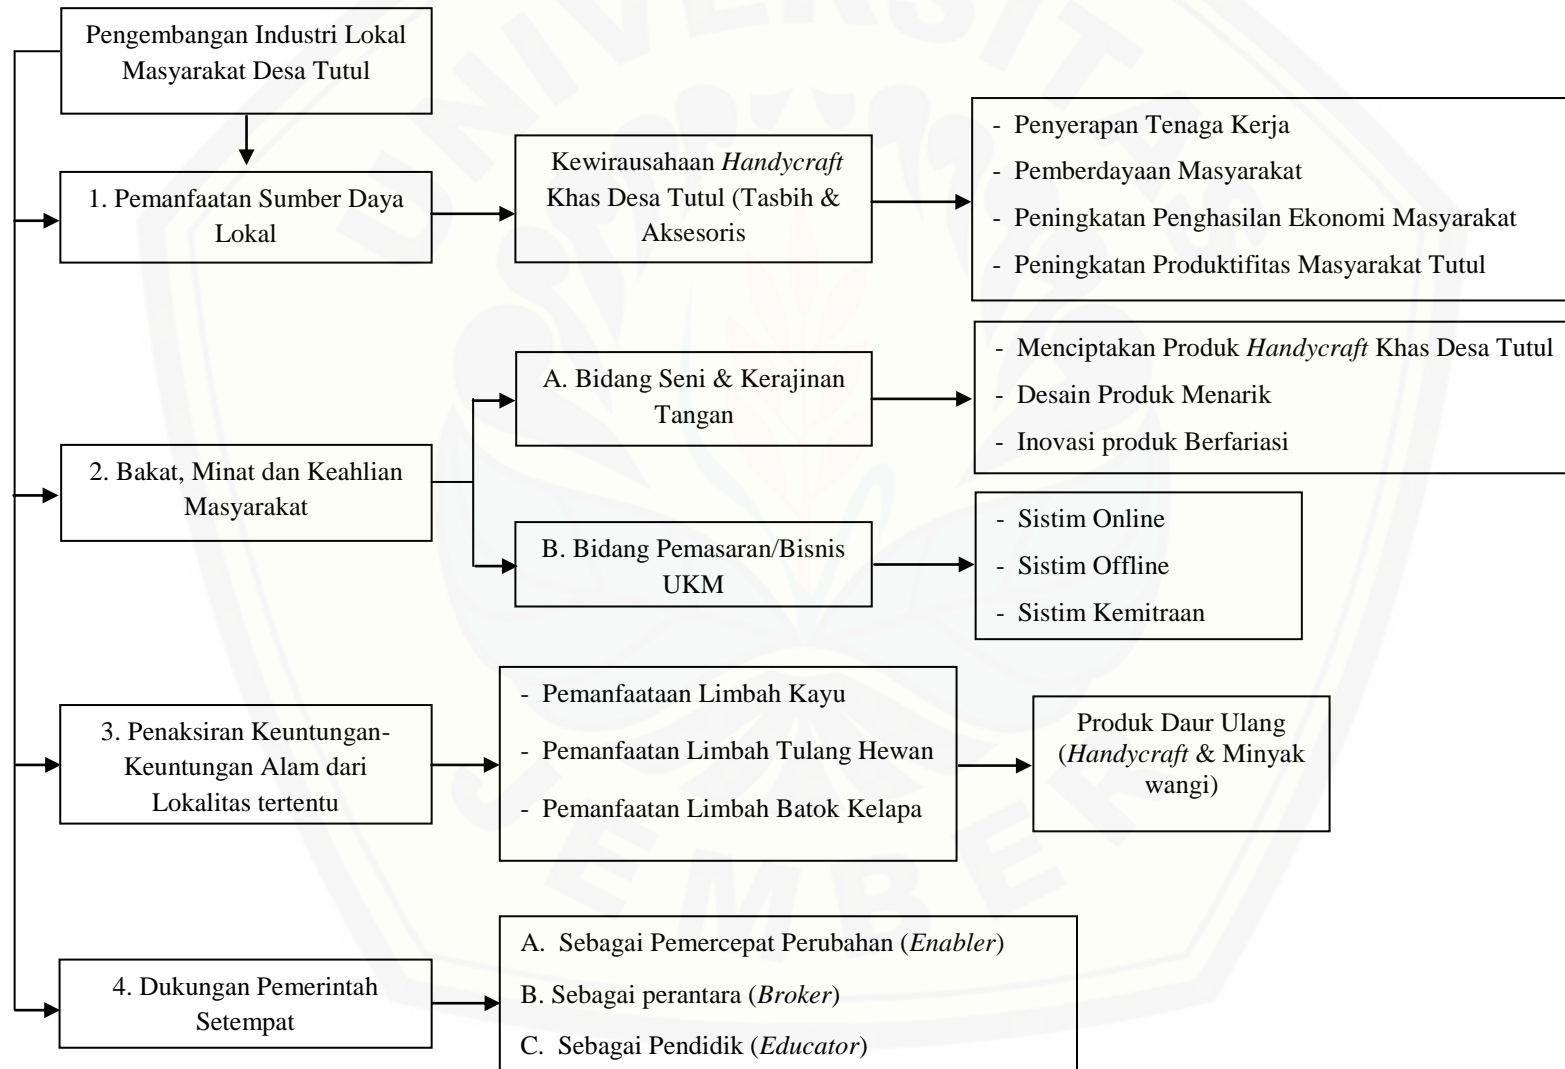 Pengembangan Industri Lokal
Masyarakat Desa Tutul
1. Pemanfaatan Sumber Daya
Lokal
Kewirausahaan Handycraft
Khas Desa Tutul (Tasbih &
Aksesoris
- Penyerapan Tenaga Kerja
- Pemberdayaan Masyarakat
- Peningkatan Penghasilan Ekonomi Masyarakat
- Peningkatan Produktifitas Masyarakat Tutul
2. Bakat, Minat dan Keahlian
Masyarakat
A. Bidang Seni & Kerajinan
Tangan
- Menciptakan Produk Handycraft Khas Desa Tutul
- Desain Produk Menarik
- Inovasi produk Berfariasi
B. Bidang Pemasaran/Bisnis
UKM
- Sistim Online
- Sistim Offline
- Sistim Kemitraan
3. Penaksiran Keuntungan-
Keuntungan Alam dari
Lokalitas tertentu
- Pemanfaataan Limbah Kayu
- Pemanfaatan Limbah Tulang Hewan
- Pemanfaatan Limbah Batok Kelapa
Produk Daur Ulang
(Handycraft & Minyak
wangi)
4. Dukungan Pemerintah
Setempat
A. Sebagai Pemercepat Perubahan (Enabler)
B. Sebagai perantara (Broker)
C. Sebagai Pendidik (Educator)
UNIVERSITAS
JEMBER